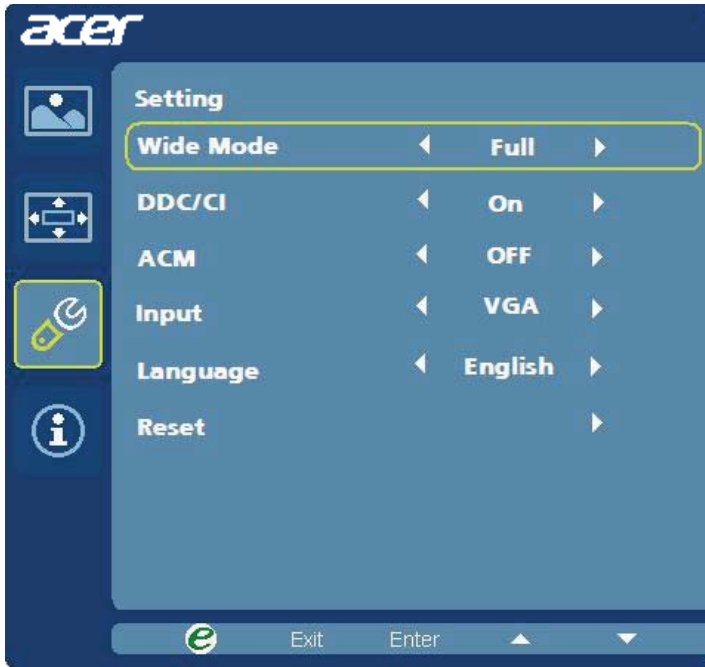 acer
Setting
Wide Mode Full
DDC/CI On
ACM OFF
Input VGA
Language English
Reset
e Exit Enter